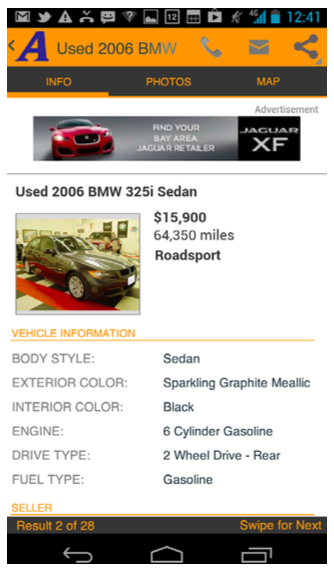 4G 12:41
12
A Used 2006 BMW
INFO PHOTOS MAP
Advertisement
FIND YOUR
BAY AREA
JAGUAR RETAILER
JAGUAR
XF
Used 2006 BMW 325i Sedan
$15,900
64,350 miles
Roadsport
VEHICLE INFORMATION
BODY STYLE: Sedan
EXTERIOR COLOR: Sparkling Graphite Meallic
INTERIOR COLOR: Black
ENGINE: 6 Cylinder Gasoline
DRIVE TYPE: 2 Wheel Drive - Rear
FUEL TYPE: Gasoline
SELLER
Result 2 of 28 Swipe for Next